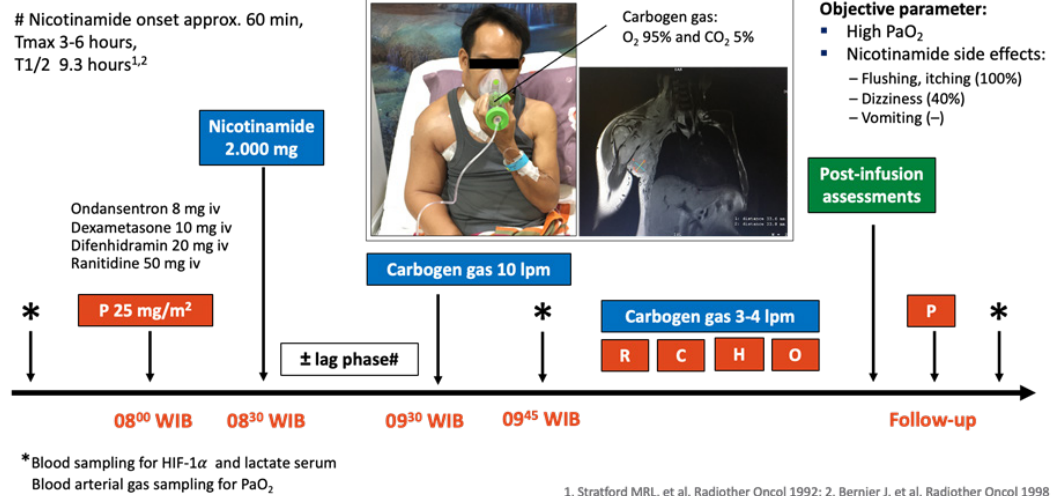 # Nicotinamide onset approx. 60 min,
Tmax 3-6 hours,
T1/2 9.3 hours1,2
Carbogen gas:
O2 95% and CO2 5%
Objective parameter:
▪ High PaO2
▪ Nicotinamide side effects:
– Flushing, itching (100%)
– Dizziness (40%)
– Vomiting (–)
Nicotinamide
2.000 mg
Post-infusion
assessments
Ondansentron 8 mg iv
Dexametasone 10 mg iv
Difenhidramin 20 mg iv
Ranitidine 50 mg iv
Carbogen gas 10 lpm
*
P 25 mg/m2
*
Carbogen gas 3-4 lpm
P
*
± lag phase#
R C H O
0800 WIB
0830 WIB
0930 WIB
0945 WIB
Follow-up
*Blood sampling for HIF-1α and lactate serum
Blood arterial gas sampling for PaO2
1. Stratford MRL, et al. Radiother Oncol 1992; 2. Bernier J, et al. Radiother Oncol 1998